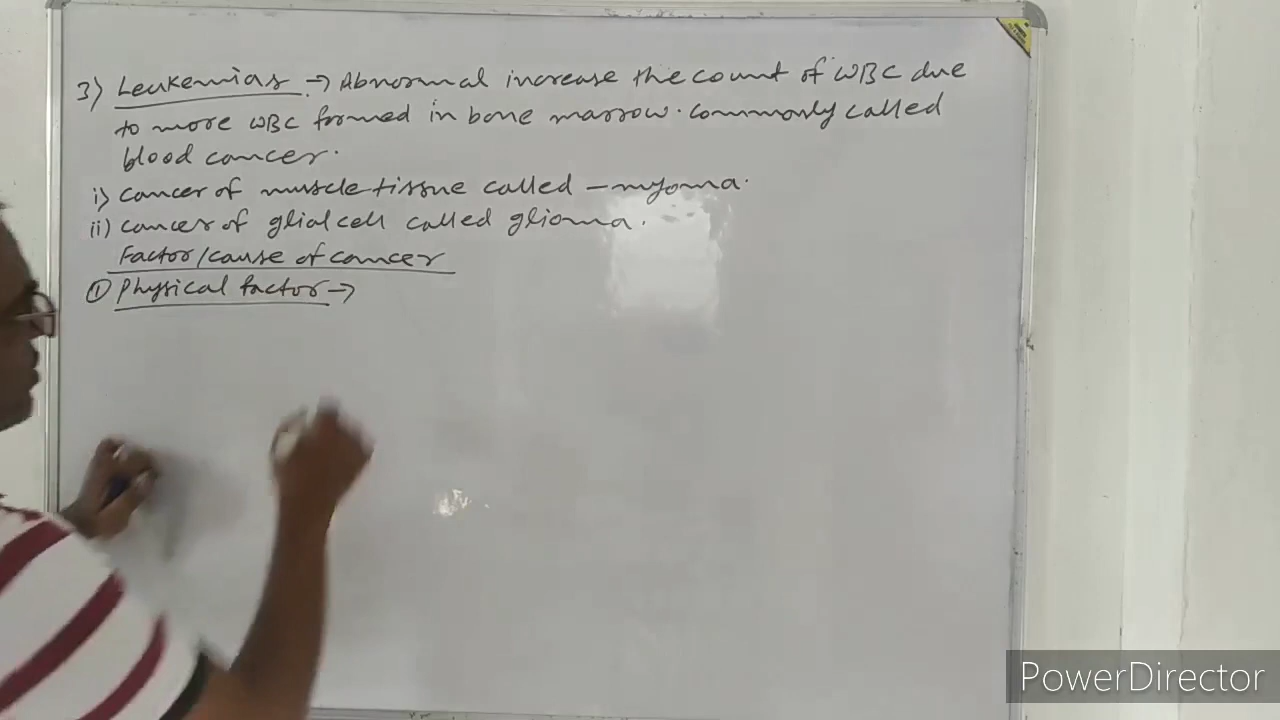 3) Leukemias → Abnormal increase the count of WBC due
to more WBC formed in bone marrow. commonly called
blood cancer.
i) cancer of muscle tissue called – myoma.
ii) cancer of glial cell called glioma.
Factor/cause of cancer
① Physical factor →
PowerDirector